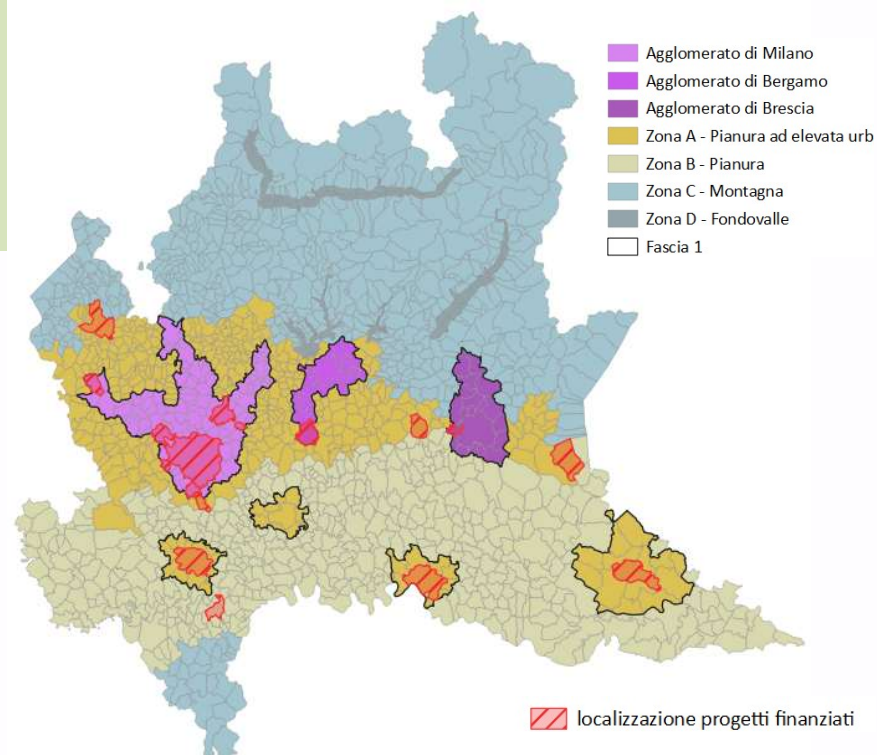 Agglomerato di Milano
Agglomerato di Bergamo
Agglomerato di Brescia
Zona A - Pianura ad elevata urb
Zona B - Pianura
Zona C - Montagna
Zona D - Fondovalle
Fascia 1
localizzazione progetti finanziati